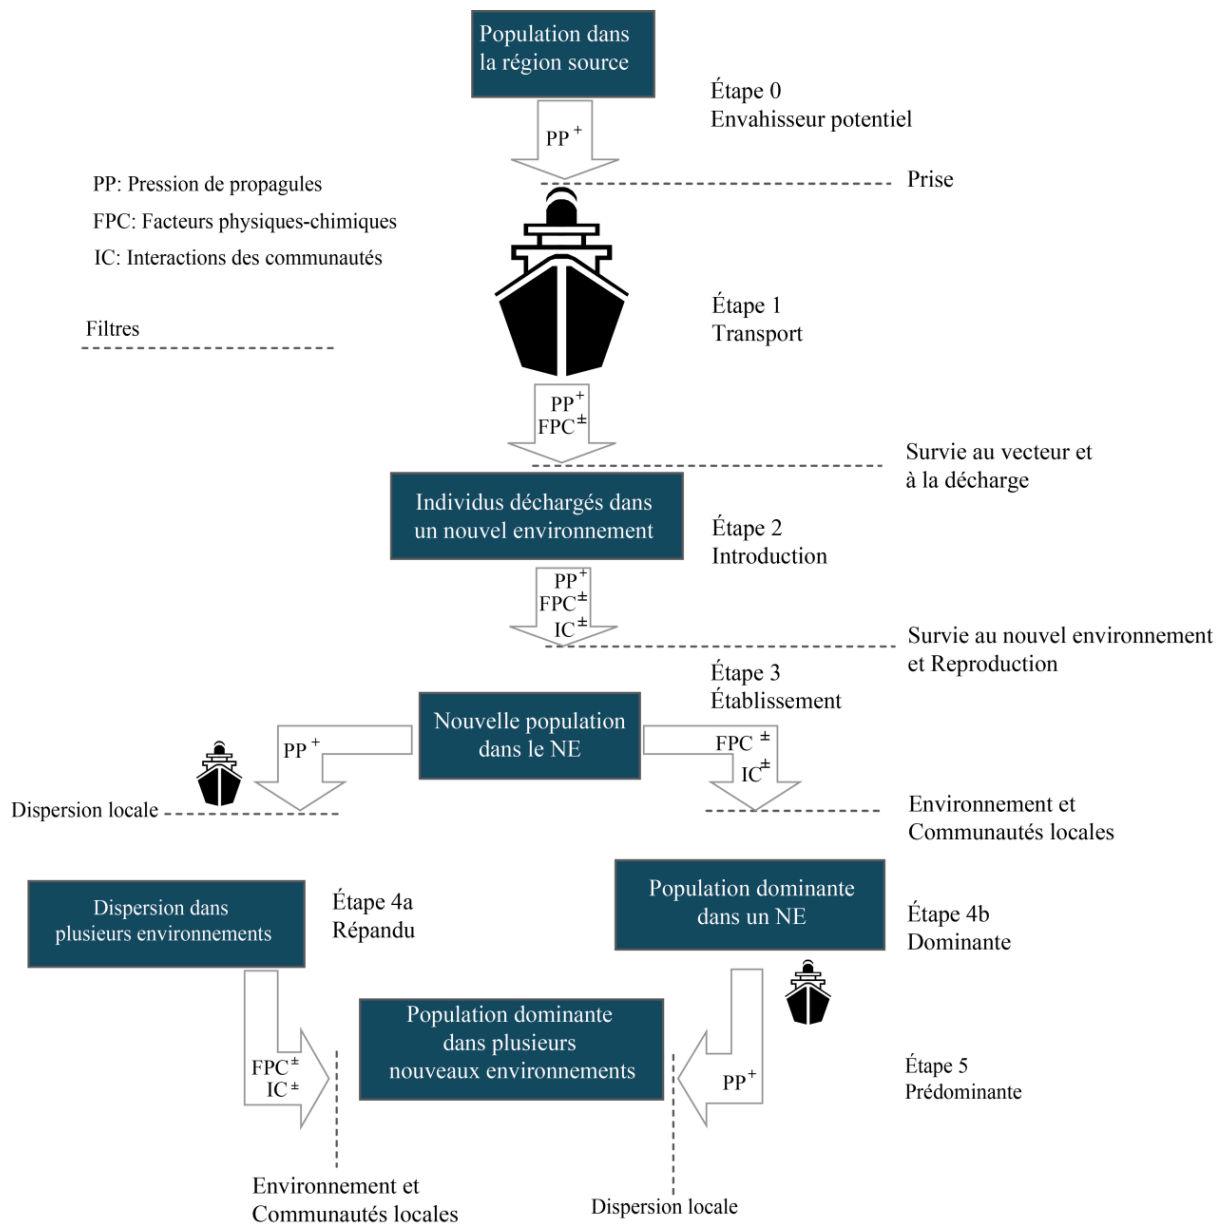 Population dans
la région source
Étape 0
Envahisseur potentiel
PP +
Prise
PP: Pression de propagules
FPC: Facteurs physiques-chimiques
IC: Interactions des communautés
Filtres
Étape 1
Transport
PP +
FPC ±
Survie au vecteur et
à la décharge
Individus déchargés dans
un nouvel environnement
Étape 2
Introduction
PP +
FPC ±
IC ±
Survie au nouvel environnement
et Reproduction
Étape 3
Établissement
Nouvelle population
dans le NE
PP +
FPC ±
IC ±
Dispersion locale
Environnement et
Communautés locales
Dispersion dans
plusieurs environnements
Étape 4a
Répandu
Population dominante
dans un NE
Étape 4b
Dominante
Population dominante
dans plusieurs
nouveaux environnements
FPC ±
IC ±
PP +
Étape 5
Prédominante
Environnement et
Communautés locales
Dispersion locale